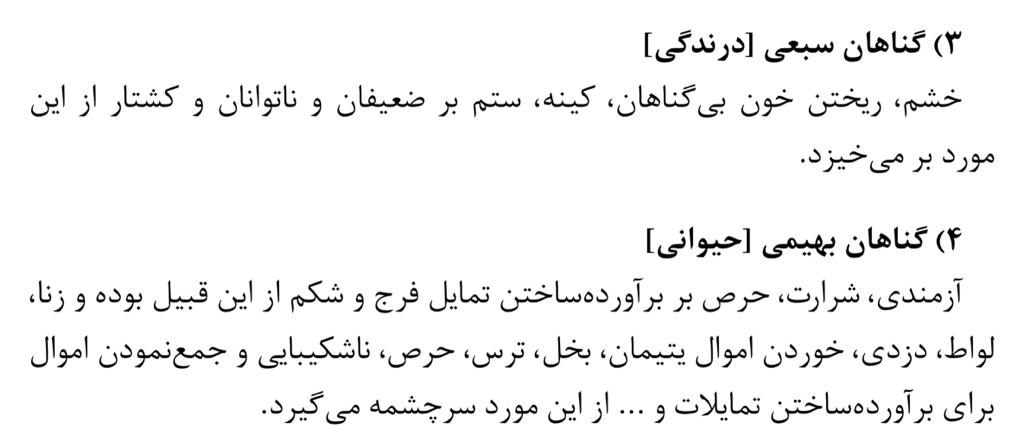 ۳) گناهان سبعی [درندگی]
خشم، ریختن خون بی‌گناهان، کینه، ستم بر ضعیفان و ناتوانان و کشتار از این
مورد بر می‌خیزد.
۴) گناهان بهیمی [حیوانی]
آزمندی، شرارت، حرص بر برآورده‌ساختن تمایل فرج و شکم از این قبیل بوده و زنا،
لواط، دزدی، خوردن اموال یتیمان، بخل، ترس، حرص، ناشکیبایی و جمع‌نمودن اموال
برای برآورده‌ساختن تمایلات و ... از این مورد سرچشمه می‌گیرد.